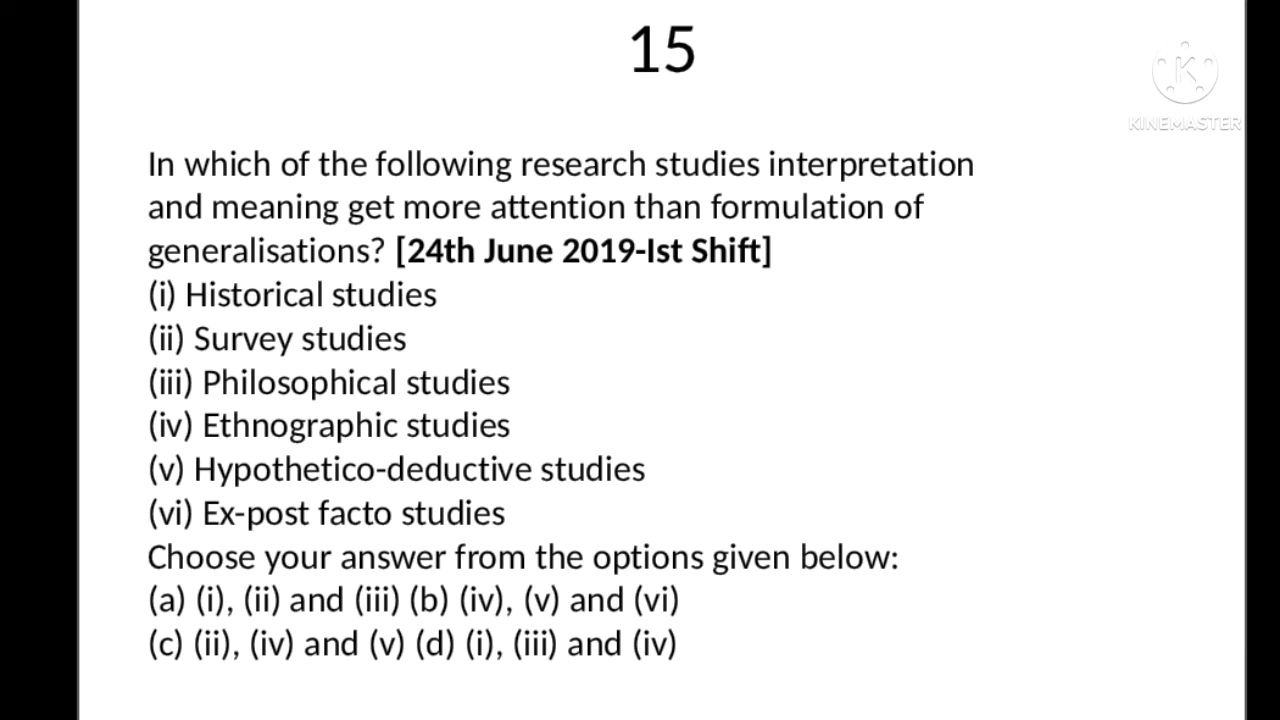 15
KINEMASTER
In which of the following research studies interpretation
and meaning get more attention than formulation of
generalisations? [24th June 2019-Ist Shift]
(i) Historical studies
(ii) Survey studies
(iii) Philosophical studies
(iv) Ethnographic studies
(v) Hypothetico-deductive studies
(vi) Ex-post facto studies
Choose your answer from the options given below:
(a) (i), (ii) and (iii) (b) (iv), (v) and (vi)
(c) (ii), (iv) and (v) (d) (i), (iii) and (iv)